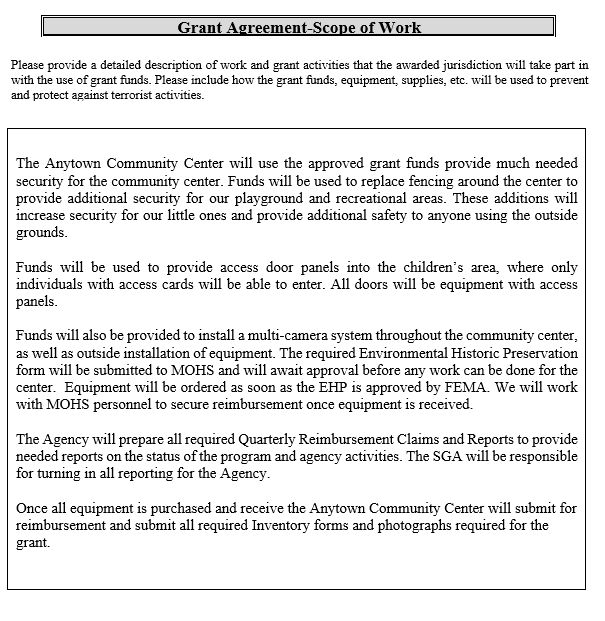 Grant Agreement-Scope of Work
Please provide a detailed description of work and grant activities that the awarded jurisdiction will take part in
with the use of grant funds. Please include how the grant funds, equipment, supplies, etc. will be used to prevent
and protect against terrorist activities.
The Anytown Community Center will use the approved grant funds provide much needed
security for the community center. Funds will be used to replace fencing around the center to
provide additional security for our playground and recreational areas. These additions will
increase security for our little ones and provide additional safety to anyone using the outside
grounds.
Funds will be used to provide access door panels into the children’s area, where only
individuals with access cards will be able to enter. All doors will be equipment with access
panels.
Funds will also be provided to install a multi-camera system throughout the community center,
as well as outside installation of equipment. The required Environmental Historic Preservation
form will be submitted to MOHS and will await approval before any work can be done for the
center. Equipment will be ordered as soon as the EHP is approved by FEMA. We will work
with MOHS personnel to secure reimbursement once equipment is received.
The Agency will prepare all required Quarterly Reimbursement Claims and Reports to provide
needed reports on the status of the program and agency activities. The SGA will be responsible
for turning in all reporting for the Agency.
Once all equipment is purchased and receive the Anytown Community Center will submit for
reimbursement and submit all required Inventory forms and photographs required for the
grant.